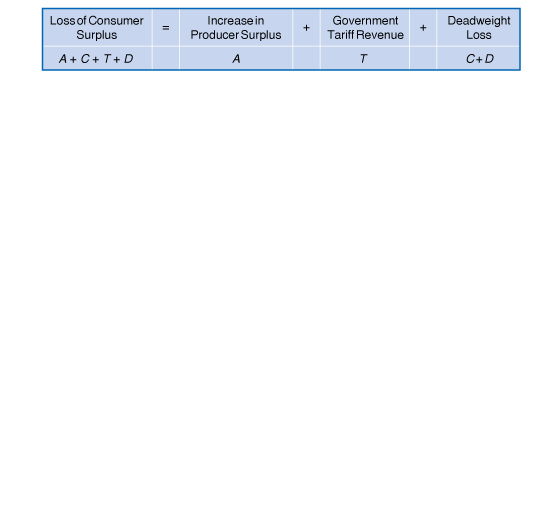 Loss of Consumer Surplus = Increase in Producer Surplus + Government Tariff Revenue + Deadweight Loss
A + C + T + D A T C + D